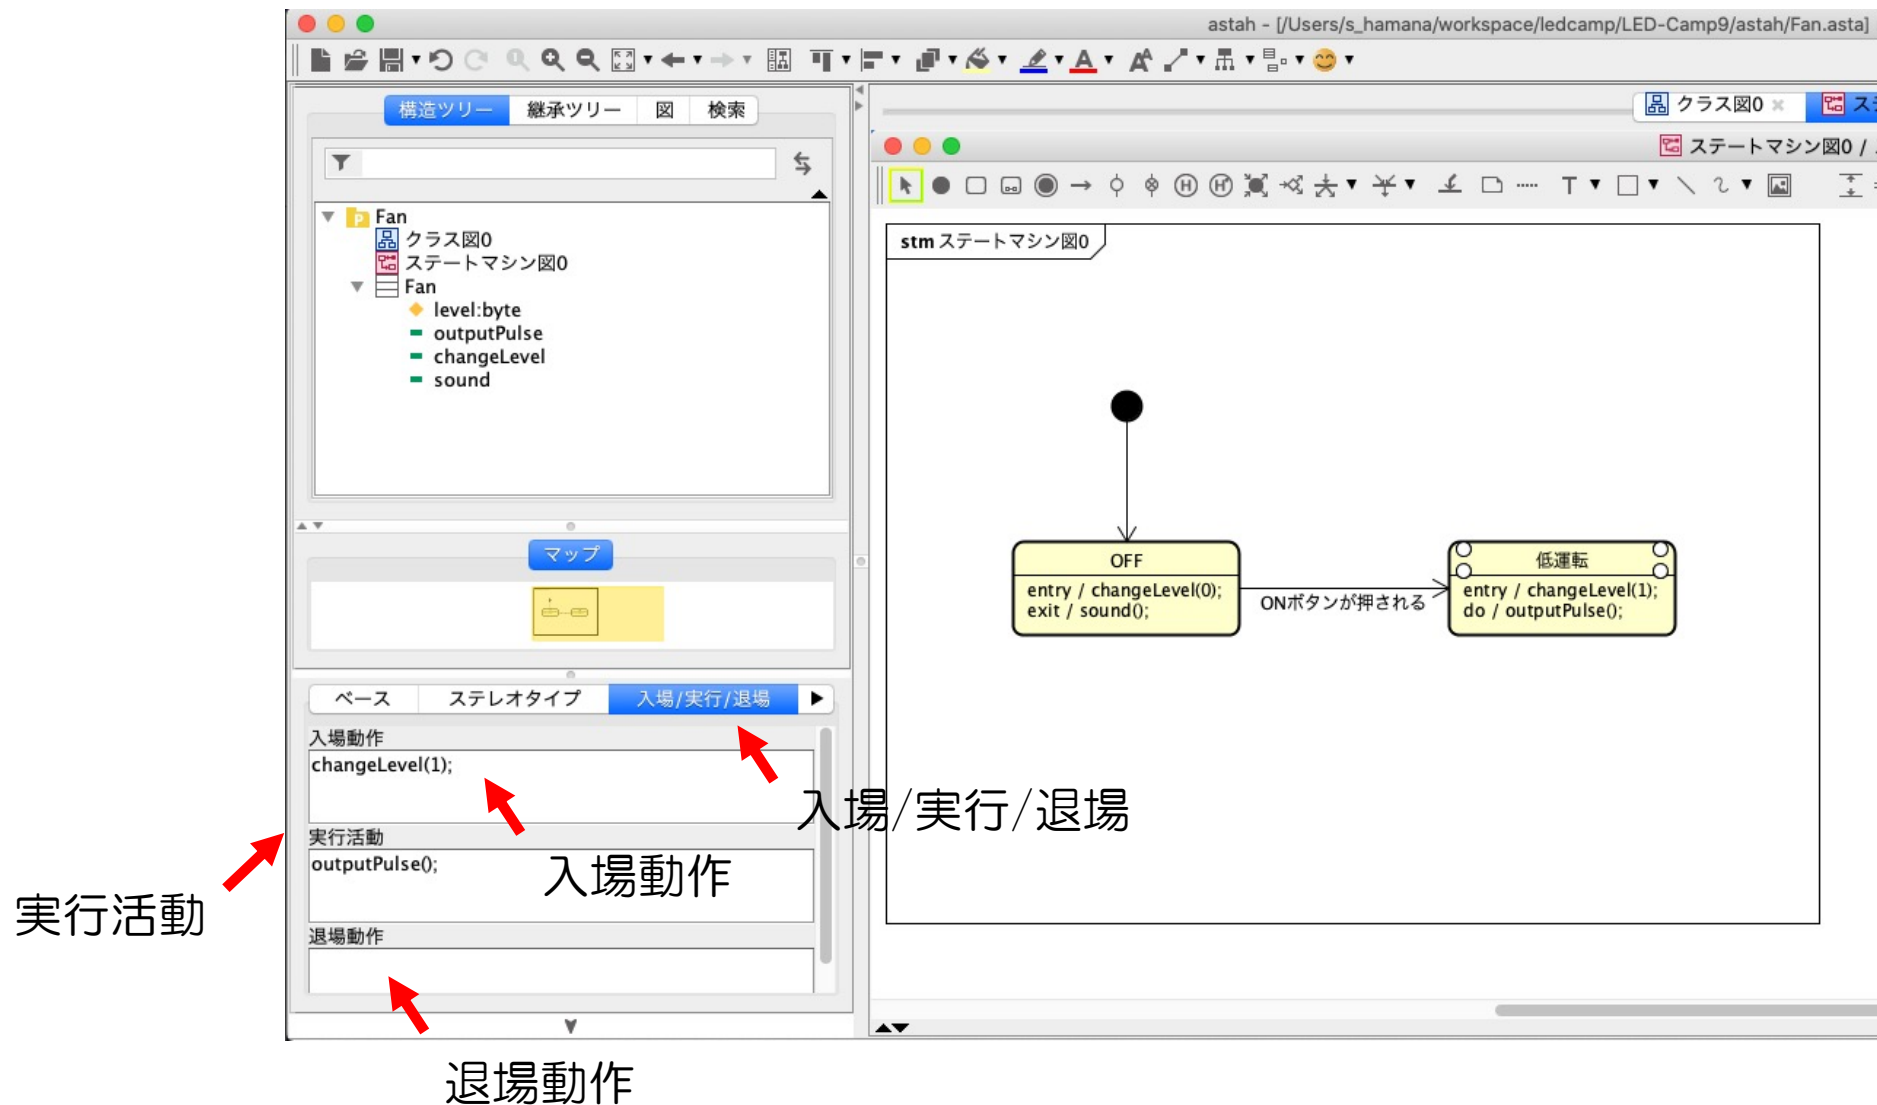 astah - [/Users/s_hamana/workspace/ledcamp/LED-Camp9/astah/Fan.asta]
構造ツリー 継承ツリー 図 検索
Fan
クラス図0
ステートマシン図0
Fan
level:byte
outputPulse
changeLevel
sound
マップ
ベース ステレオタイプ 入場/実行/退場
入場動作
changeLevel(1);
実行活動
outputPulse();
退場動作
クラス図0
ステートマシン図0 /
stm ステートマシン図0
OFF
entry / changeLevel(0);
exit / sound();
ONボタンが押される
低運転
entry / changeLevel(1);
do / outputPulse();
入場/実行/退場
入場動作
実行活動
退場動作